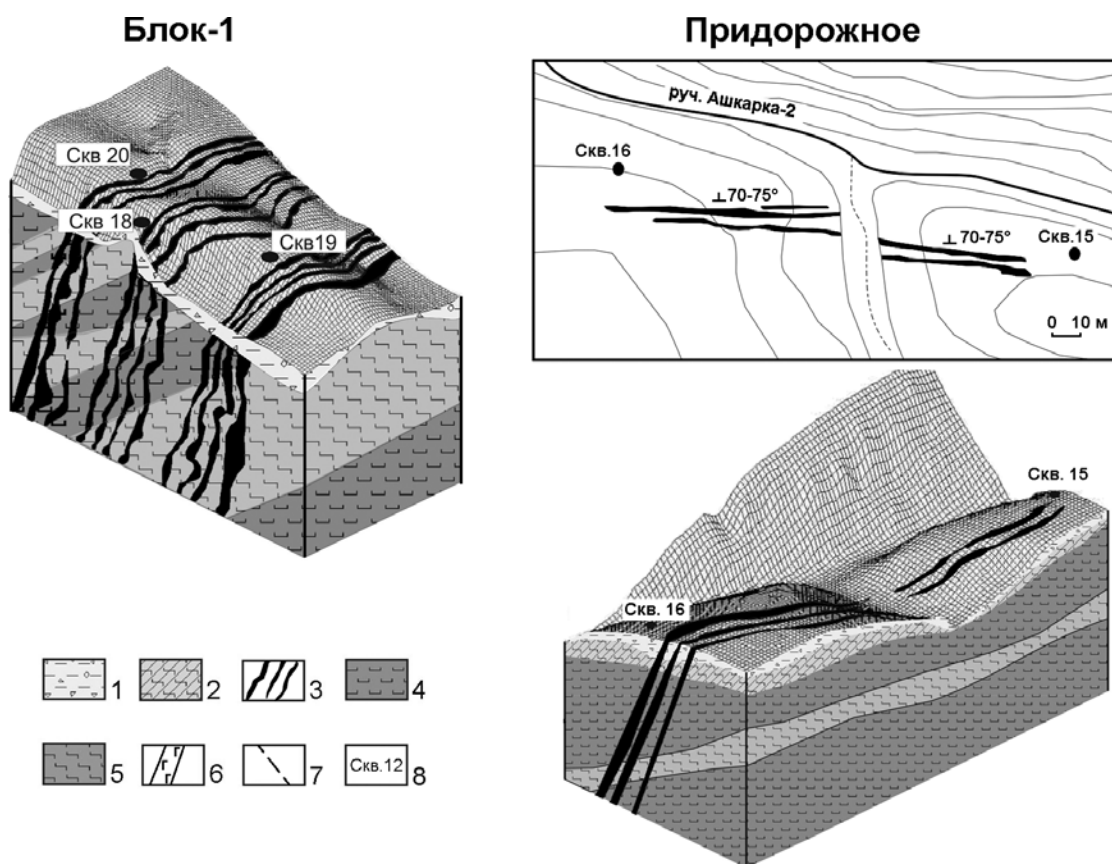 Блок-1
Придорожное
Скв 20
Скв 18
Скв19
руч. Ашкарка-2
Скв.16
⊥70-75°
⊥70-75°
Скв.15
0 10 м
Скв. 15
Скв. 16
1
2
3
4
5
г г г 6
7
Скв.12 8